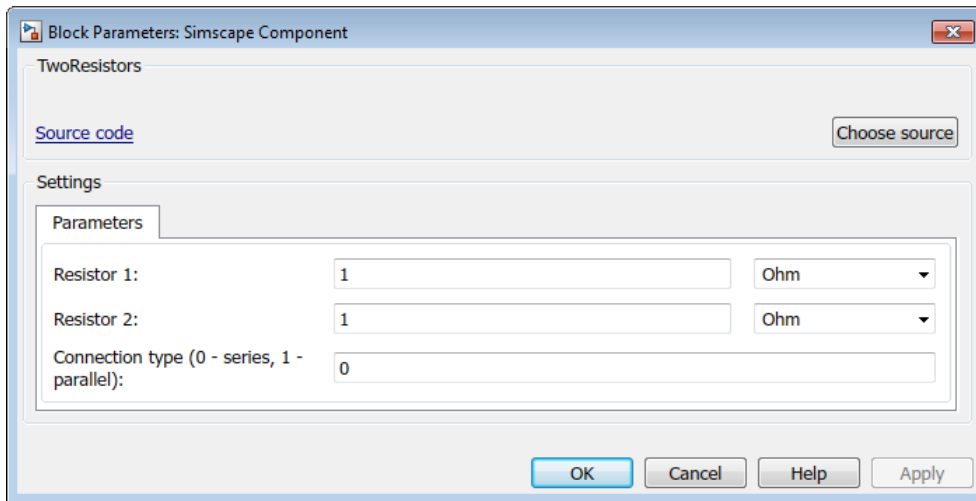 Block Parameters: Simscape Component
TwoResistors
Source code
Choose source
Settings
Parameters
Resistor 1:
1
Ohm
Resistor 2:
1
Ohm
Connection type (0 - series, 1 -
parallel):
0
OK
Cancel
Help
Apply